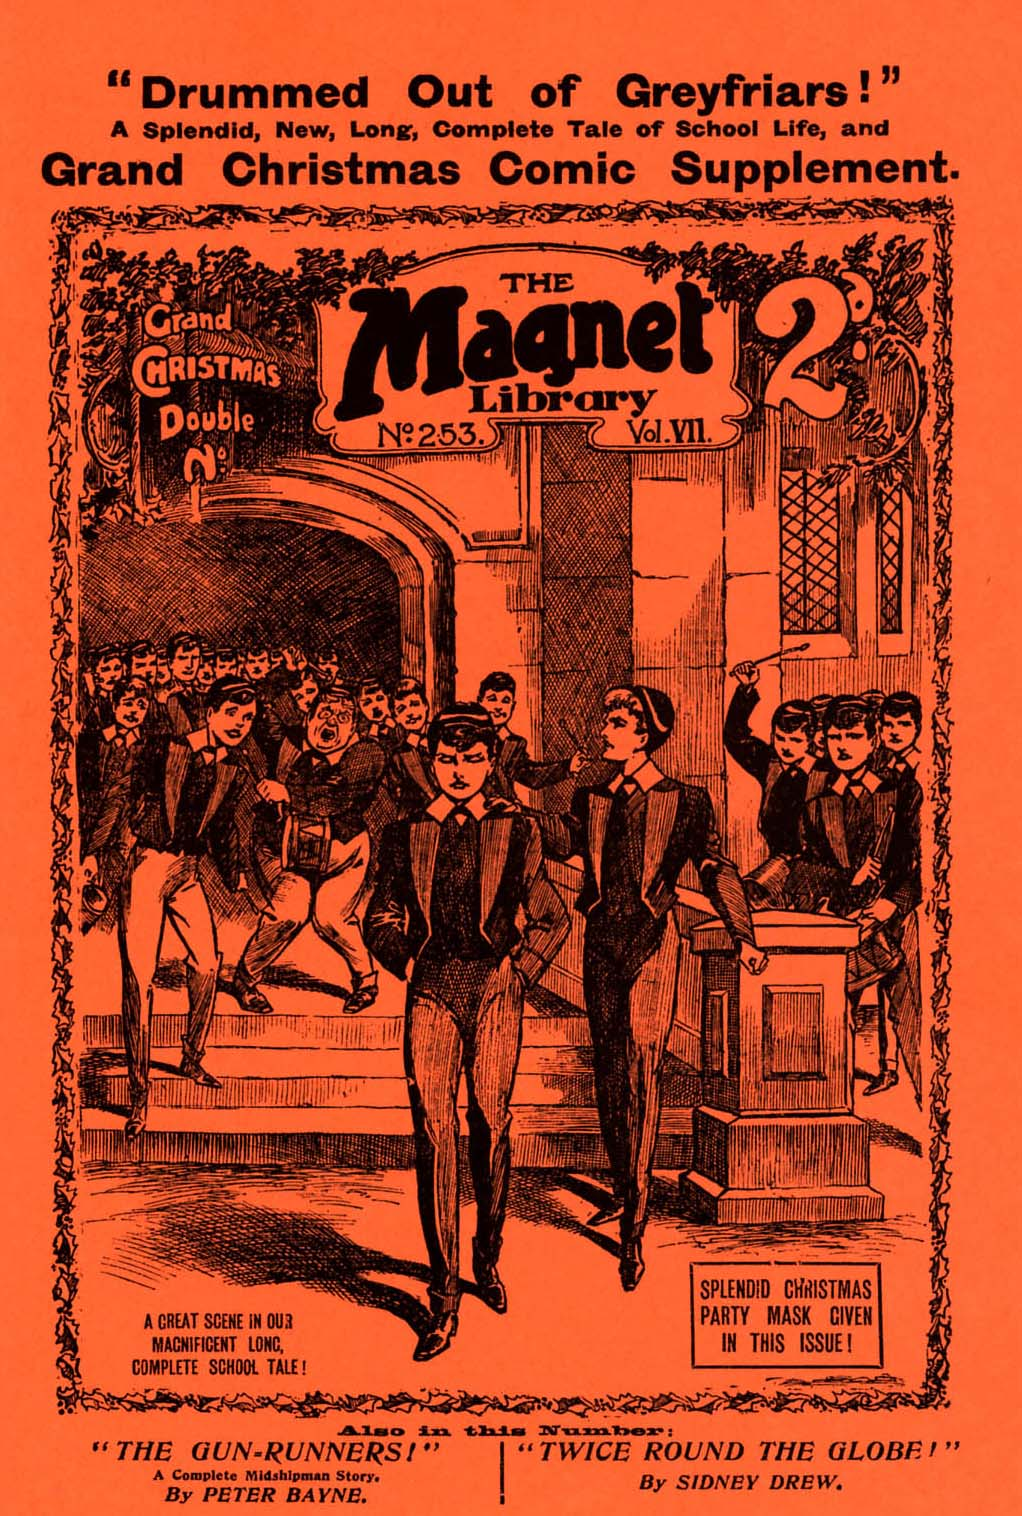 "Drummed Out of Greyfriars!"
A Splendid, New, Long, Complete Tale of School Life, and
Grand Christmas Comic Supplement.
Grand
CHRISTMAS
Double
No.
THE
Magnet
Library
No. 253.
Vol. VII.
2d.
A GREAT SCENE IN OUR
MAGNIFICENT LONG,
COMPLETE SCHOOL TALE!
SPLENDID CHRISTMAS
PARTY MASK GIVEN
IN THIS ISSUE!
Also in this Number:
"THE GUN-RUNNERS!"
A Complete Midshipman Story.
By PETER BAYNE.
"TWICE ROUND THE GLOBE!"
By SIDNEY DREW.